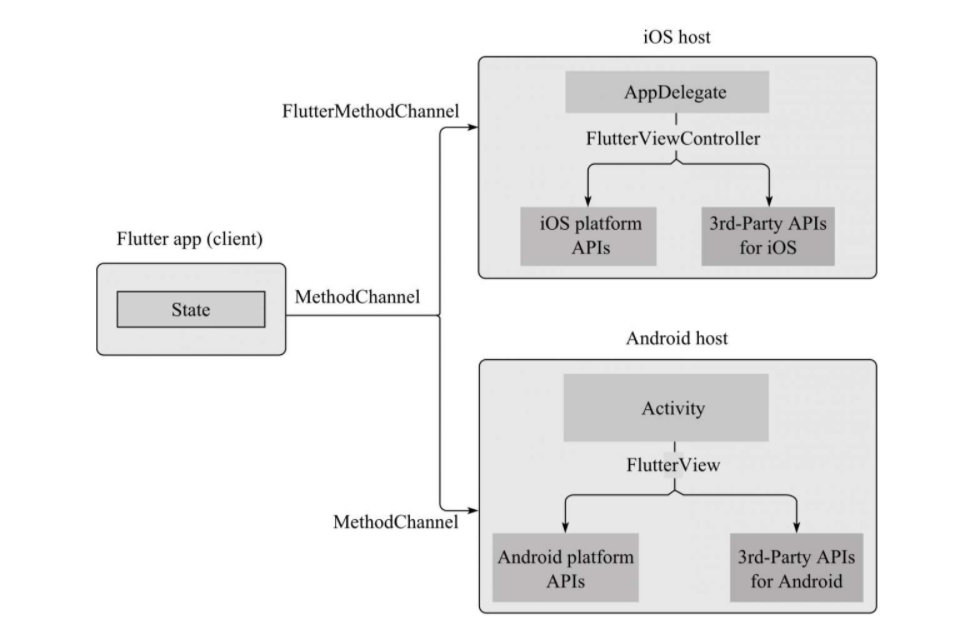 iOS host
AppDelegate
FlutterMethodChannel
FlutterViewController
iOS platform
APIs
3rd-Party APIs
for iOS
Flutter app (client)
State
MethodChannel
Android host
Activity
FlutterView
MethodChannel
Android platform
APIs
3rd-Party APIs
for Android